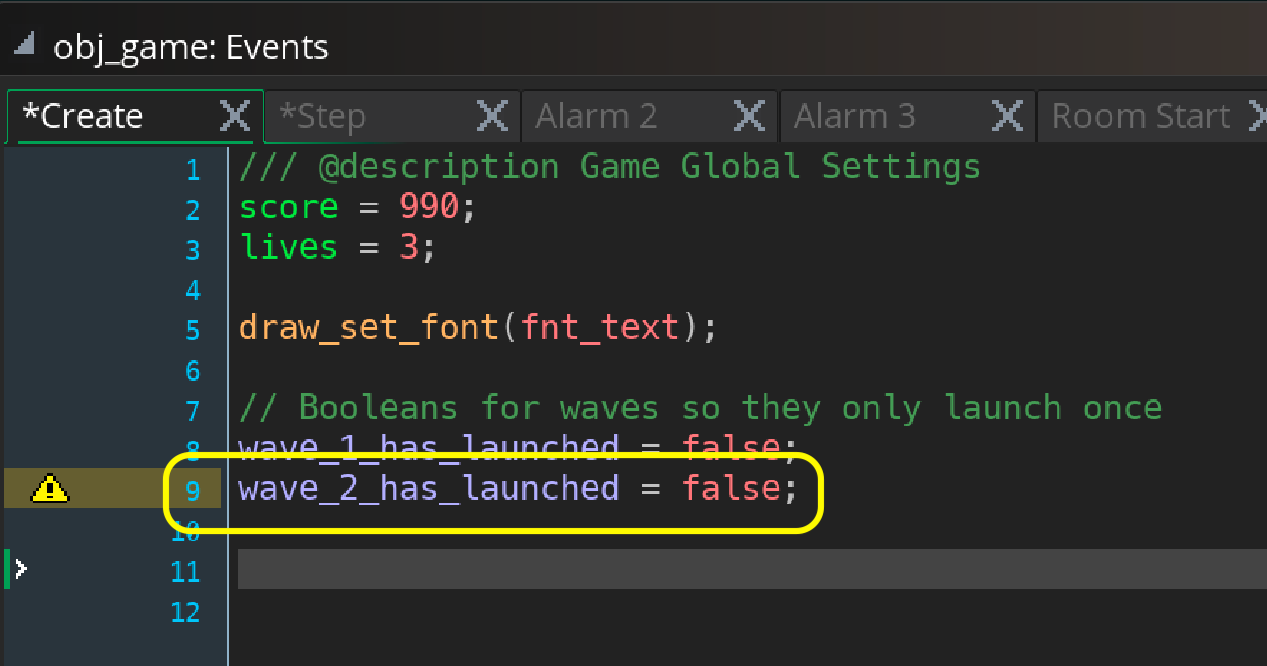 obj_game: Events
*Create *Step Alarm 2 Alarm 3 Room Start
1 /// @description Game Global Settings
2 score = 990;
3 lives = 3;
4
5 draw_set_font(fnt_text);
6
7 // Booleans for waves so they only launch once
8 wave_1_has_launched = false;
9 wave_2_has_launched = false;
10
11
12